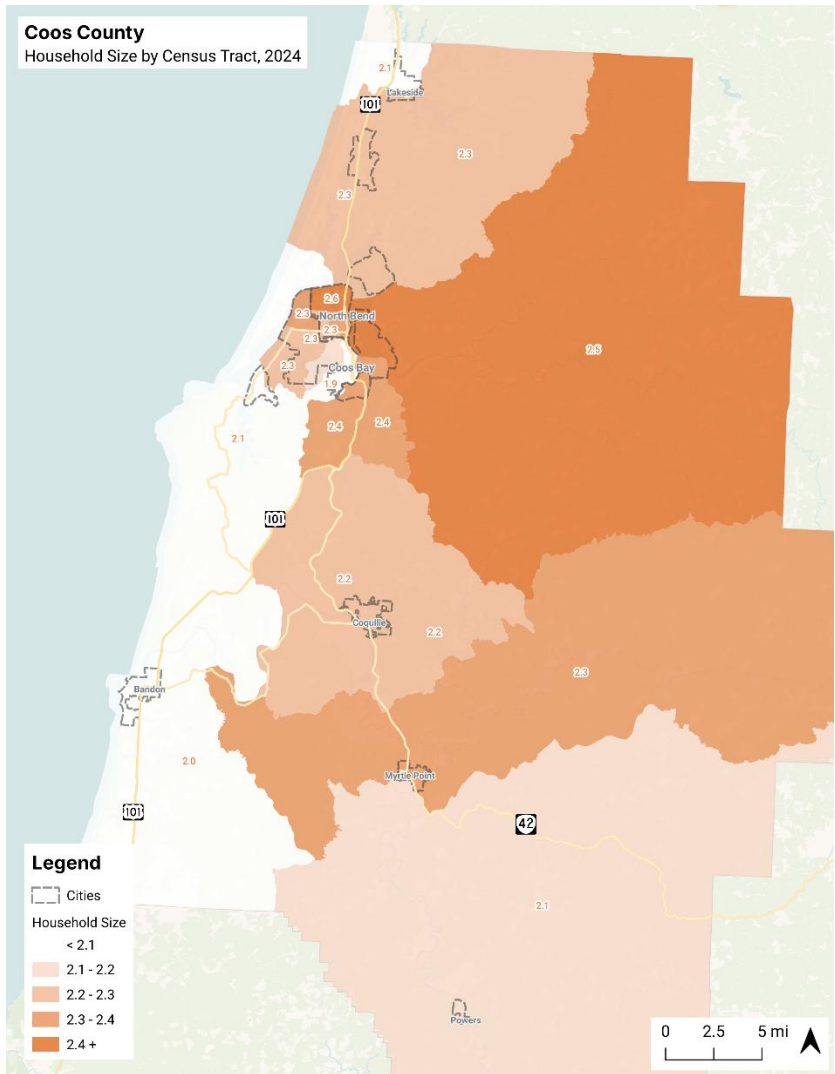 Coos County
Household Size by Census Tract, 2024
2.1
Lakeside
101
2.3
2.3
2.6
2.3
North Bend
2.3
2.3
2.5
2.3
Coos Bay
1.9
2.4
2.4
2.1
101
2.2
Coquille
2.2
2.3
Bandon
2.0
Myrtle Point
101
42
2.1
Powers
Legend
Cities
Household Size
< 2.1
2.1 - 2.2
2.2 - 2.3
2.3 - 2.4
2.4 +
0 2.5 5 mi